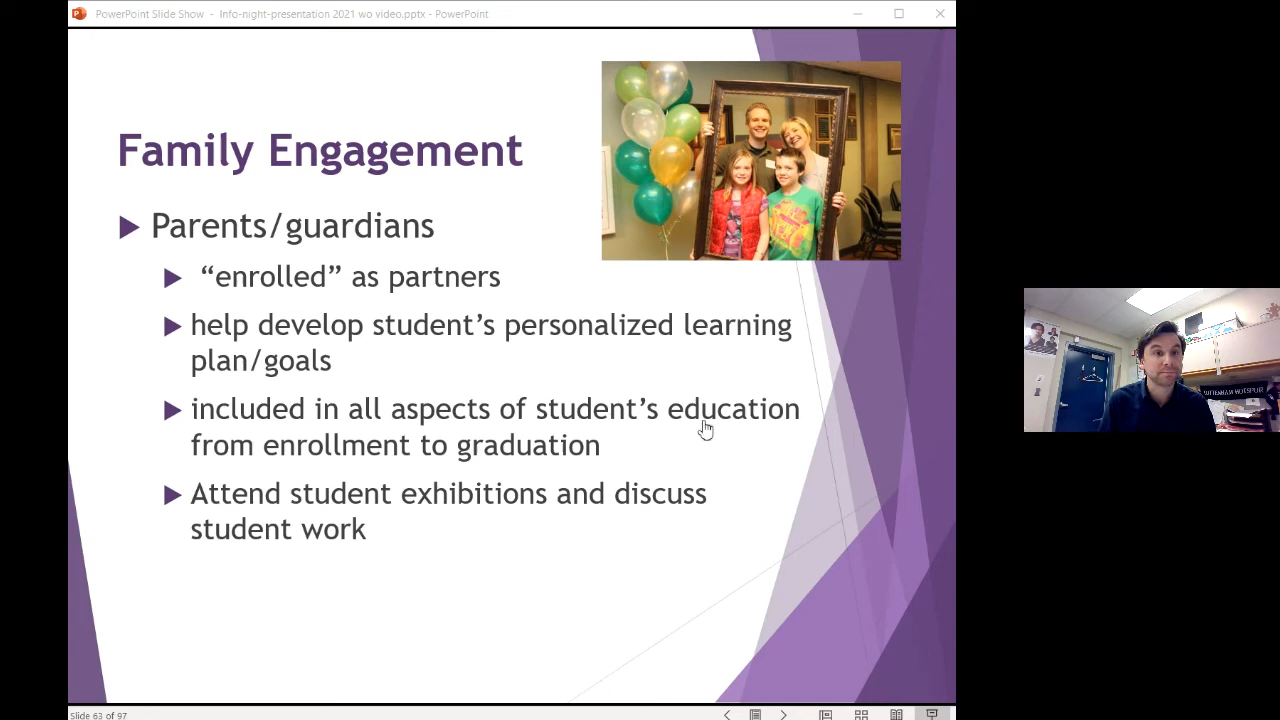 PowerPoint Slide Show - Info-night-presentation 2021 wo video.pptx - PowerPoint
Family Engagement
Parents/guardians
“enrolled” as partners
help develop student’s personalized learning
plan/goals
included in all aspects of student’s education
from enrollment to graduation
Attend student exhibitions and discuss
student work
TOTTENHAM HOTSPUR
Slide 63 of 97